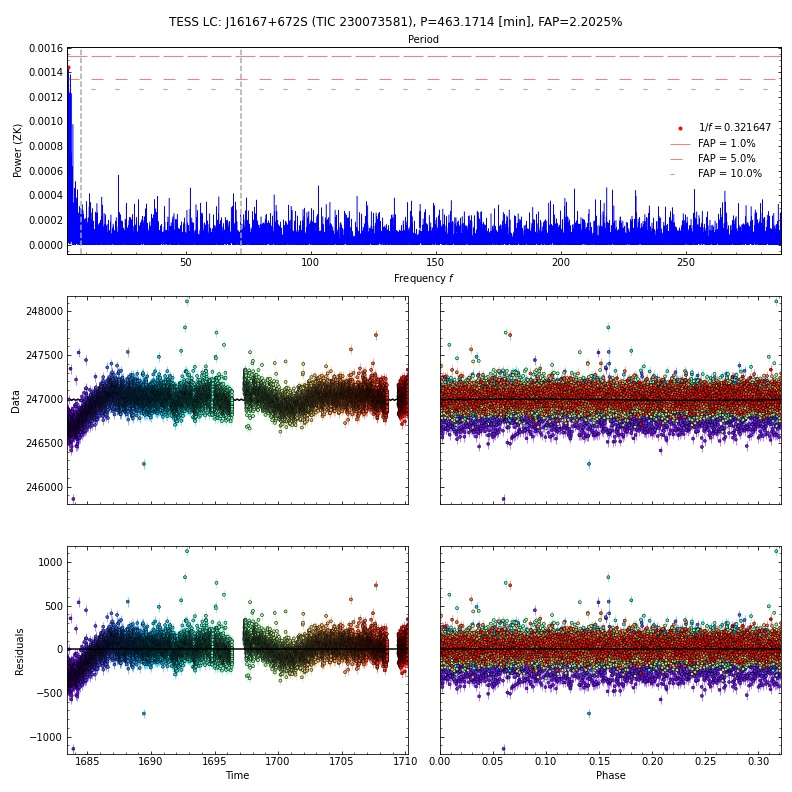 TESS LC: J16167+672S (TIC 230073581), P=463.1714 [min], FAP=2.2025%
Period
0.0016
0.0014
0.0012
0.0010
0.0008
0.0006
0.0004
0.0002
0.0000
Power (ZK)
1/f = 0.321647
FAP = 1.0%
FAP = 5.0%
FAP = 10.0%
50 100 150 200 250
Frequency f
248000
247500
247000
246500
246000
Data
1000
500
0
−500
−1000
Residuals
1685 1690 1695 1700 1705 1710
Time
0.00 0.05 0.10 0.15 0.20 0.25 0.30
Phase